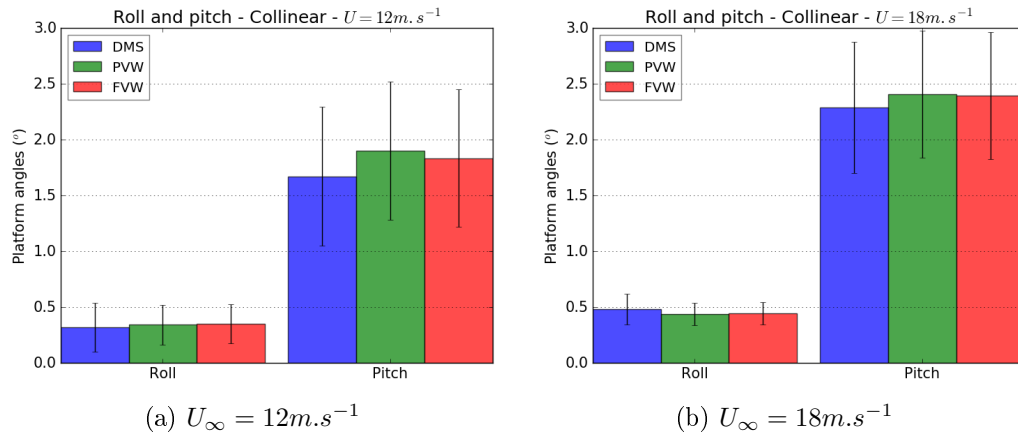 Roll and pitch - Collinear - U = 12m.s⁻¹
3.0
2.5
2.0
1.5
1.0
0.5
0.0
Platform angles (°)
DMS
PVW
FVW
Roll
Pitch
(a) U∞ = 12m.s⁻¹
Roll and pitch - Collinear - U = 18m.s⁻¹
3.0
2.5
2.0
1.5
1.0
0.5
0.0
Platform angles (°)
DMS
PVW
FVW
Roll
Pitch
(b) U∞ = 18m.s⁻¹